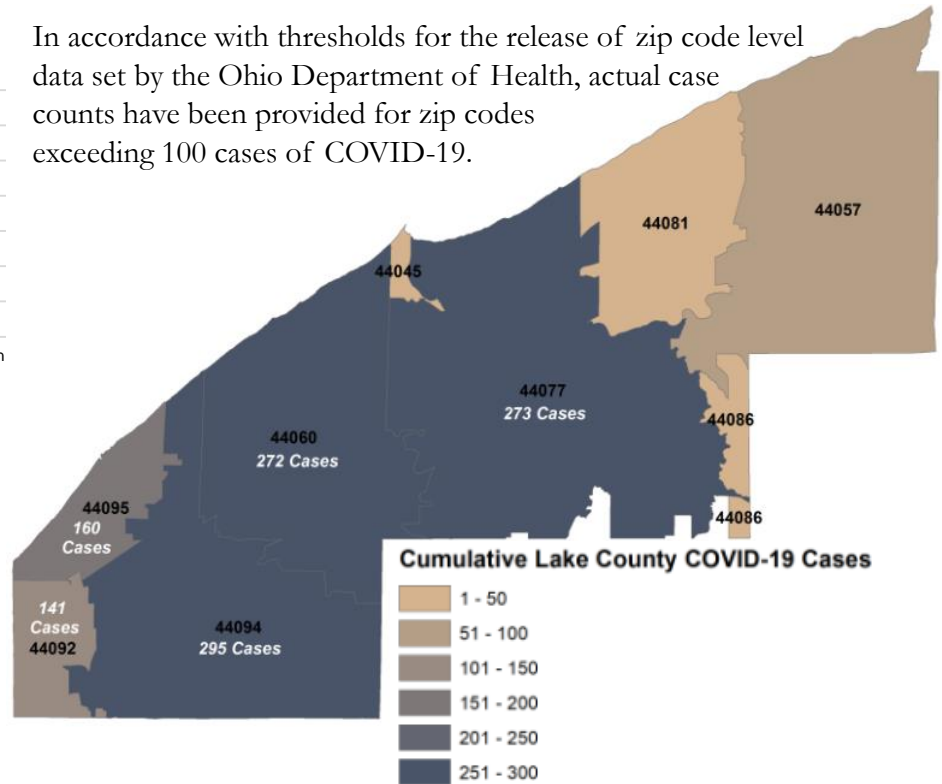 In accordance with thresholds for the release of zip code level
data set by the Ohio Department of Health, actual case
counts have been provided for zip codes
exceeding 100 cases of COVID-19.
44057
44081
44045
44077
273 Cases
44086
44060
272 Cases
44095
160
Cases
44086
141
Cases
44092
44094
295 Cases
Cumulative Lake County COVID-19 Cases
1 - 50
51 - 100
101 - 150
151 - 200
201 - 250
251 - 300